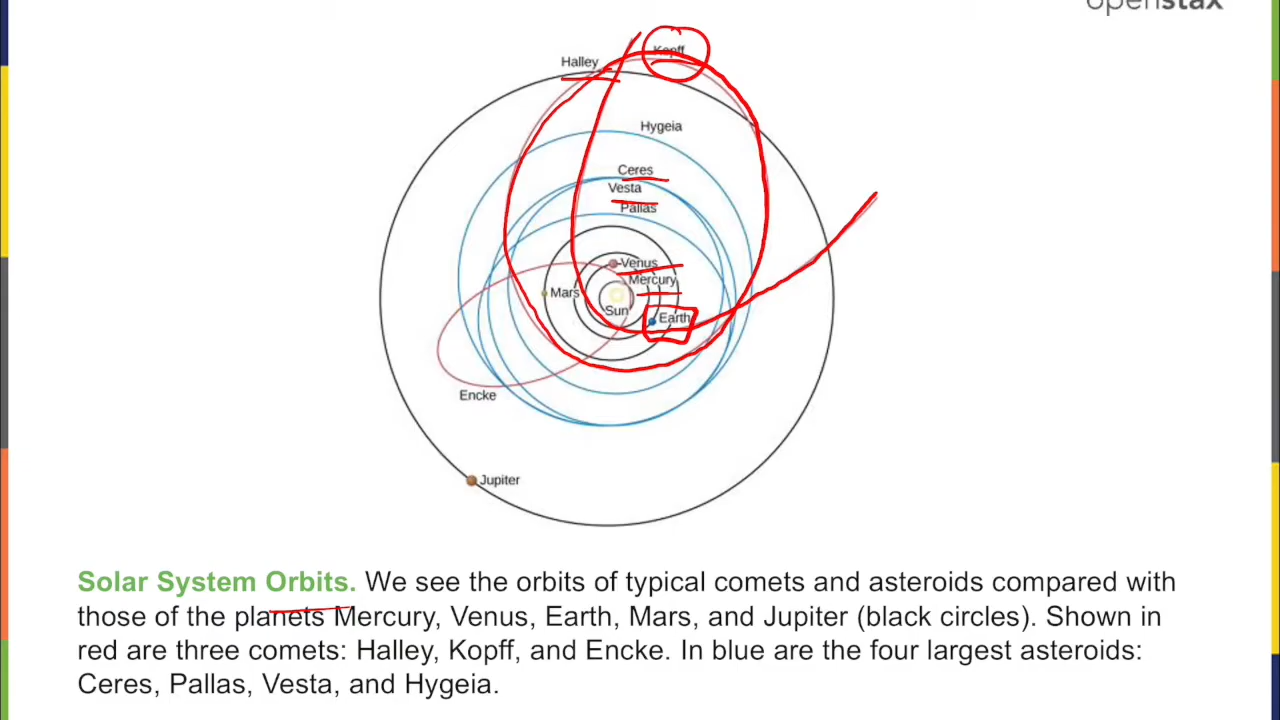 openstax
Kopff
Halley
Hygeia
Ceres
Vesta
Pallas
Venus
Mercury
Mars
Sun
Earth
Encke
Jupiter
Solar System Orbits. We see the orbits of typical comets and asteroids compared with
those of the planets Mercury, Venus, Earth, Mars, and Jupiter (black circles). Shown in
red are three comets: Halley, Kopff, and Encke. In blue are the four largest asteroids:
Ceres, Pallas, Vesta, and Hygeia.